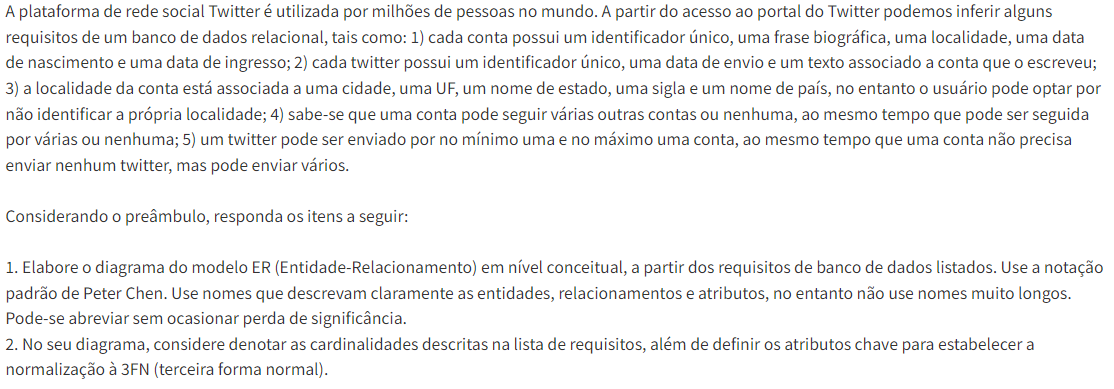 A plataforma de rede social Twitter é utilizada por milhões de pessoas no mundo. A partir do acesso ao portal do Twitter podemos inferir alguns
requisitos de um banco de dados relacional, tais como: 1) cada conta possui um identificador único, uma frase biográfica, uma localidade, uma data
de nascimento e uma data de ingresso; 2) cada twitter possui um identificador único, uma data de envio e um texto associado a conta que o escreveu;
3) a localidade da conta está associada a uma cidade, uma UF, um nome de estado, uma sigla e um nome de país, no entanto o usuário pode optar por
não identificar a própria localidade; 4) sabe-se que uma conta pode seguir várias outras contas ou nenhuma, ao mesmo tempo que pode ser seguida
por várias ou nenhuma; 5) um twitter pode ser enviado por no mínimo uma e no máximo uma conta, ao mesmo tempo que uma conta não precisa
enviar nenhum twitter, mas pode enviar vários.
Considerando o preâmbulo, responda os itens a seguir:
1. Elabore o diagrama do modelo ER (Entidade-Relacionamento) em nível conceitual, a partir dos requisitos de banco de dados listados. Use a notação
padrão de Peter Chen. Use nomes que descrevam claramente as entidades, relacionamentos e atributos, no entanto não use nomes muito longos.
Pode-se abreviar sem ocasionar perda de significância.
2. No seu diagrama, considere denotar as cardinalidades descritas na lista de requisitos, além de definir os atributos chave para estabelecer a
normalização à 3FN (terceira forma normal).